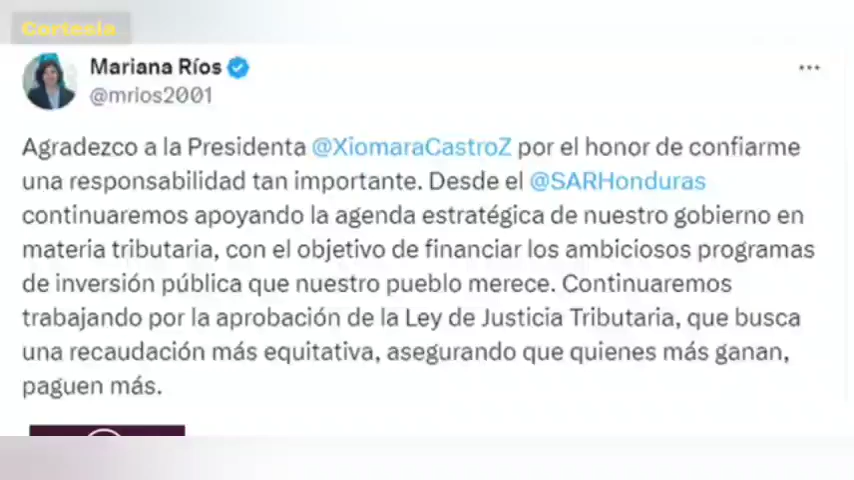 Cortesía
Mariana Ríos
@mrios2001
Agradezco a la Presidenta @XiomaraCastroZ por el honor de confiarme
una responsabilidad tan importante. Desde el @SARHonduras
continuaremos apoyando la agenda estratégica de nuestro gobierno en
materia tributaria, con el objetivo de financiar los ambiciosos programas
de inversión pública que nuestro pueblo merece. Continuaremos
trabajando por la aprobación de la Ley de Justicia Tributaria, que busca
una recaudación más equitativa, asegurando que quienes más ganan,
paguen más.